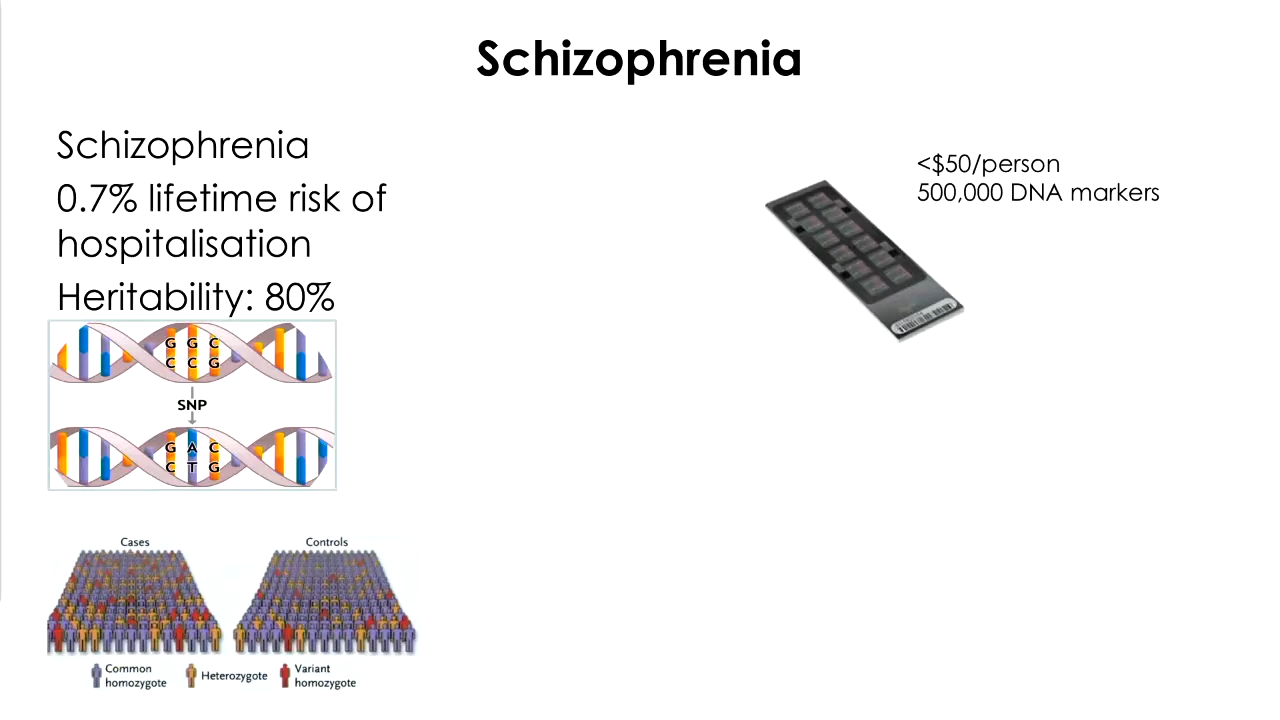 Schizophrenia
Schizophrenia
0.7% lifetime risk of
hospitalisation
Heritability: 80%
<$50/person
500,000 DNA markers
G G C
C C G
SNP
G A C
C T G
Cases
Controls
Common
homozygote
Heterozygote
Variant
homozygote